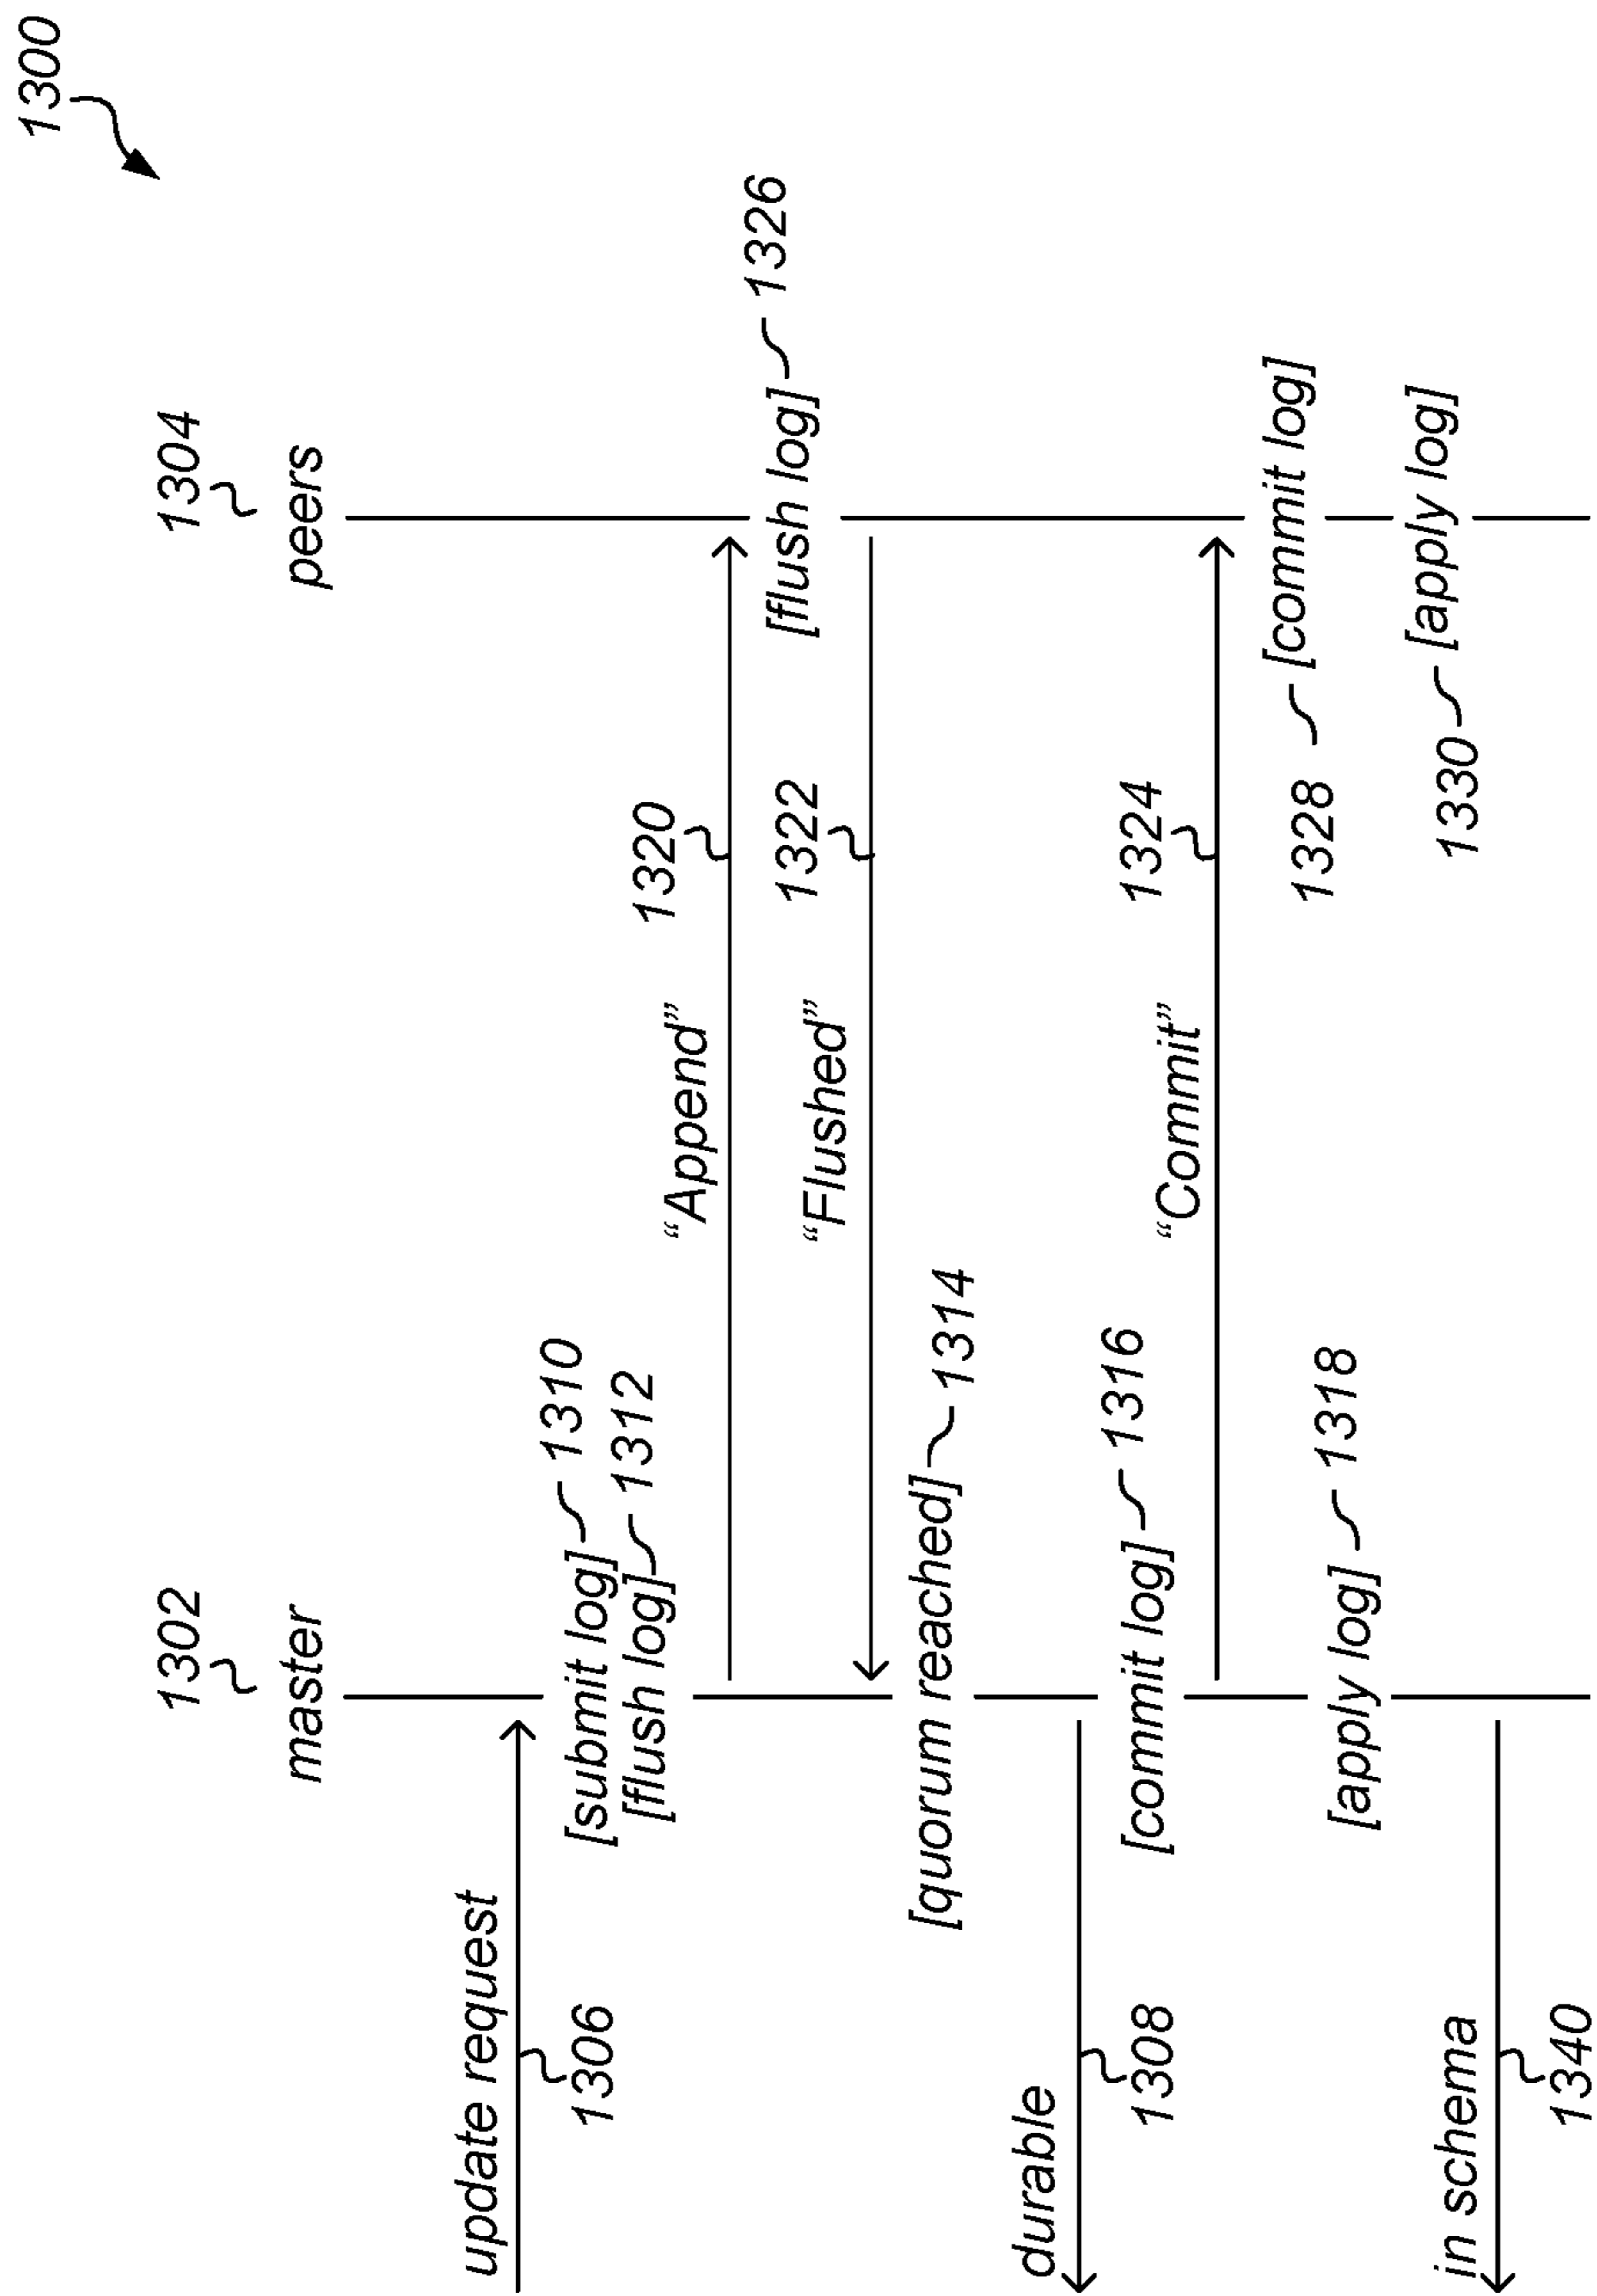 1300
1302
1304
master
peers
update request
1306
[submit log] 1310
[flush log] 1312
1320
"Append"
[flush log] 1326
1322
“Flushed”
[quorum reached] 1314
durable
1308
[commit log] 1316
1324
“Commit”
1328 [commit log]
[apply log] 1318
1330 [apply log]
in schema
1340